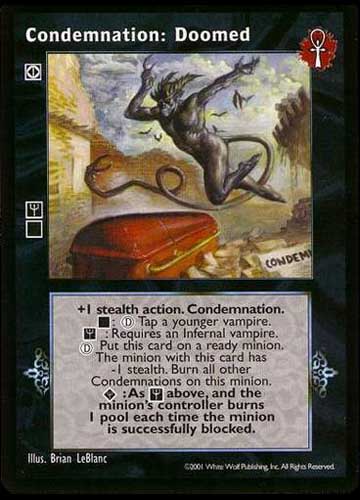 Condemnation: Doomed
CONDEM
+1 stealth action. Condemnation.
: D Tap a younger vampire.
: Requires an Infernal vampire.
D Put this card on a ready minion.
The minion with this card has
-1 stealth. Burn all other
Condemnations on this minion.
: As above, and the
minion's controller burns
1 pool each time the minion
is successfully blocked.
Illus. Brian LeBlanc
©2001 White Wolf Publishing, Inc. All Rights Reserved.